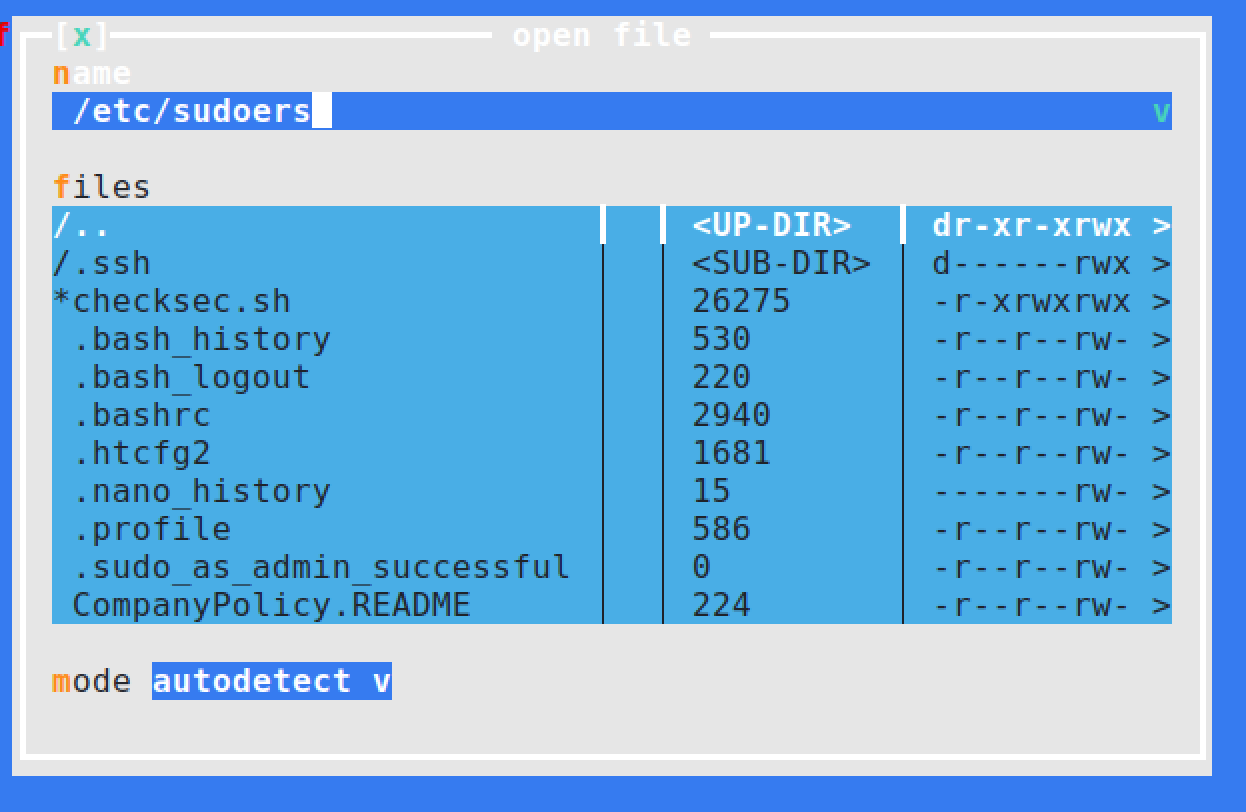 f [x] open file
name
/etc/sudoers v
files
/.. <UP-DIR> dr-xr-xrwx >
/.ssh <SUB-DIR> d------rwx >
*checksec.sh 26275 -r-xrwxrwx >
.bash_history 530 -r--r--rw- >
.bash_logout 220 -r--r--rw- >
.bashrc 2940 -r--r--rw- >
.htcfg2 1681 -r--r--rw- >
.nano_history 15 -------rw- >
.profile 586 -r--r--rw- >
.sudo_as_admin_successful 0 -r--r--rw- >
CompanyPolicy.README 224 -r--r--rw- >
mode autodetect v